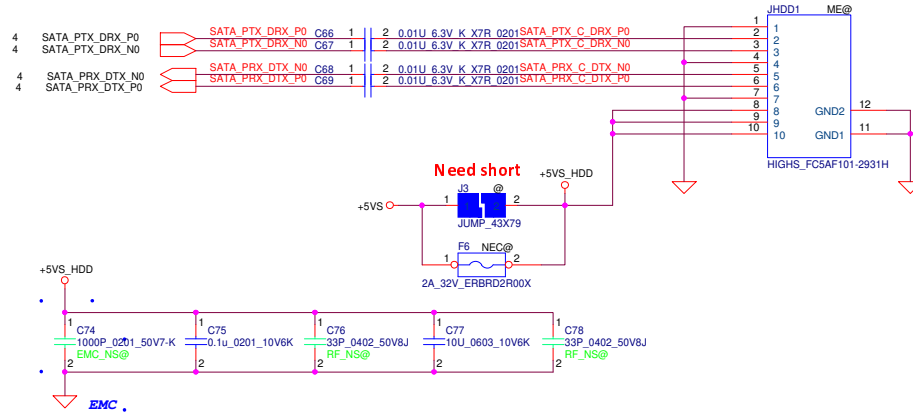 JHDD1 ME@
4 SATA_PTX_DRX_P0 SATA_PTX_DRX_P0 C66 1 2 0.01U_6.3V_K_X7R_0201 SATA_PTX_C_DRX_P0 1 1
4 SATA_PTX_DRX_N0 SATA_PTX_DRX_N0 C67 1 2 0.01U_6.3V_K_X7R_0201 SATA_PTX_C_DRX_N0 2 2
3 3
4 4
4 SATA_PRX_DTX_N0 SATA_PRX_DTX_N0 C68 1 2 0.01U_6.3V_K_X7R_0201 SATA_PRX_C_DTX_N0 5 5
4 SATA_PRX_DTX_P0 SATA_PRX_DTX_P0 C69 1 2 0.01U_6.3V_K_X7R_0201 SATA_PRX_C_DTX_P0 6 6
7 7
8 8 GND2 12
9 9
10 10 GND1 11
HIGHS_FC5AF101-2931H
Need short
+5VS_HDD
J3 @
+5VS 1 1 2 2
JUMP_43X79
F6 NEC@
1 2
2A_32V_ERBRD2R00X
+5VS_HDD
1 C74 1 C75 1 C76 1 C77 1 C78
1000P_0201_50V7-K 0.1u_0201_10V6K 33P_0402_50V8J 10U_0603_10V6K 33P_0402_50V8J
EMC_NS@ RF_NS@ RF_NS@
2 2 2 2 2
EMC